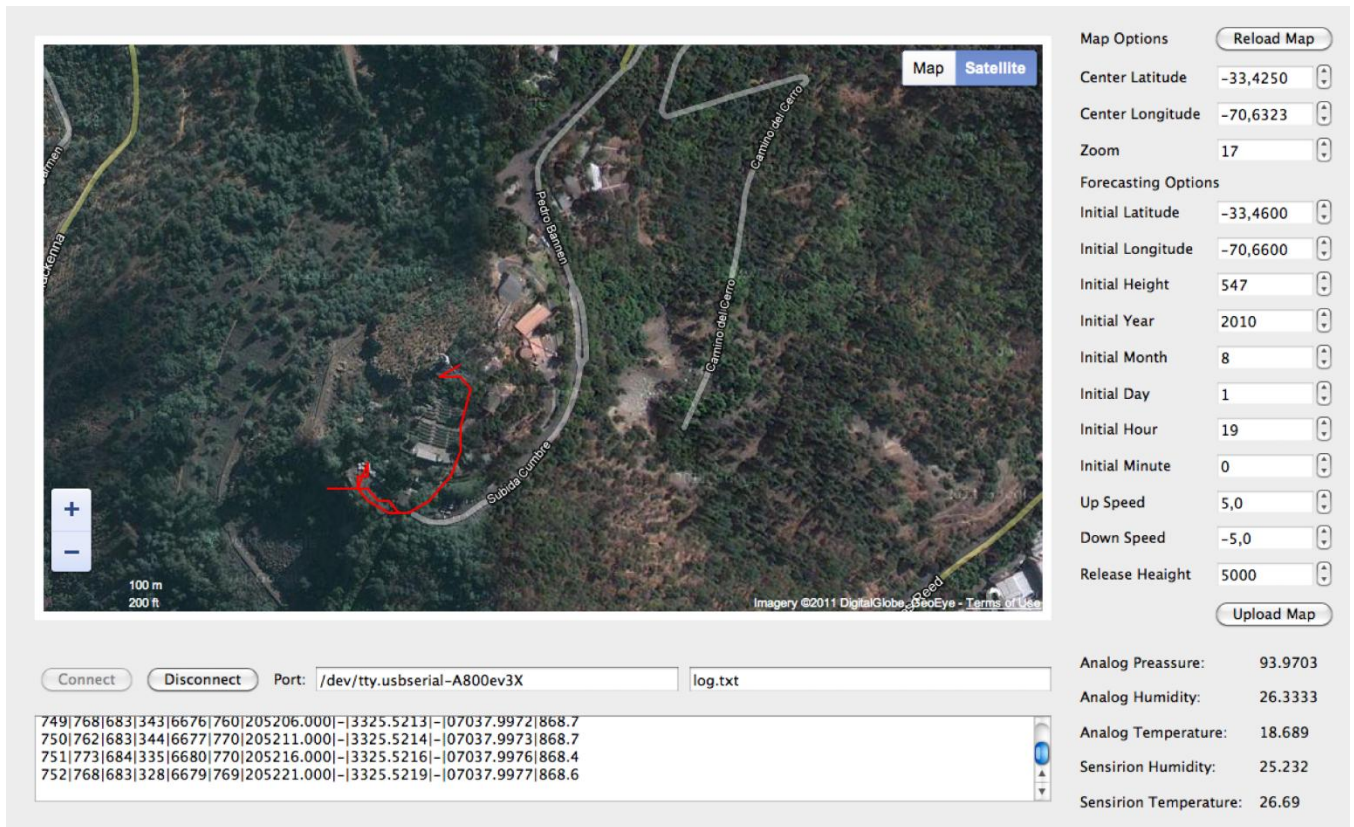 Map Satellite
armen
uckenna
Pedro Bannen
Camino del Cerro
Camino del Cerro
Subida Cumbre
Reed
+
−
100 m
200 ft
Imagery ©2011 DigitalGlobe, GeoEye - Terms of Use
Map Options Reload Map
Center Latitude -33,4250
Center Longitude -70,6323
Zoom 17
Forecasting Options
Initial Latitude -33,4600
Initial Longitude -70,6600
Initial Height 547
Initial Year 2010
Initial Month 8
Initial Day 1
Initial Hour 19
Initial Minute 0
Up Speed 5,0
Down Speed -5,0
Release Heaight 5000
Upload Map
Connect Disconnect Port: /dev/tty.usbserial-A800ev3X log.txt
749|768|683|343|6676|760|205206.000|-|3325.5213|-|07037.9972|868.7
750|762|683|344|6677|770|205211.000|-|3325.5214|-|07037.9973|868.7
751|773|684|335|6680|770|205216.000|-|3325.5216|-|07037.9976|868.4
752|768|683|328|6679|769|205221.000|-|3325.5219|-|07037.9977|868.6
Analog Preassure: 93.9703
Analog Humidity: 26.3333
Analog Temperature: 18.689
Sensirion Humidity: 25.232
Sensirion Temperature: 26.69